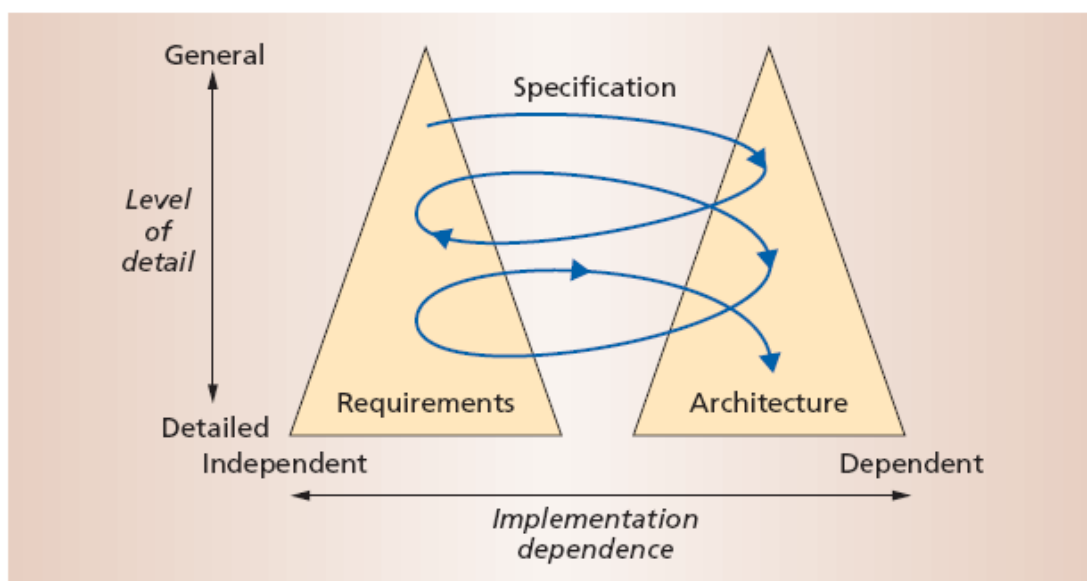 General
Specification
Level
of
detail
Requirements
Architecture
Detailed
Independent
Dependent
Implementation
dependence